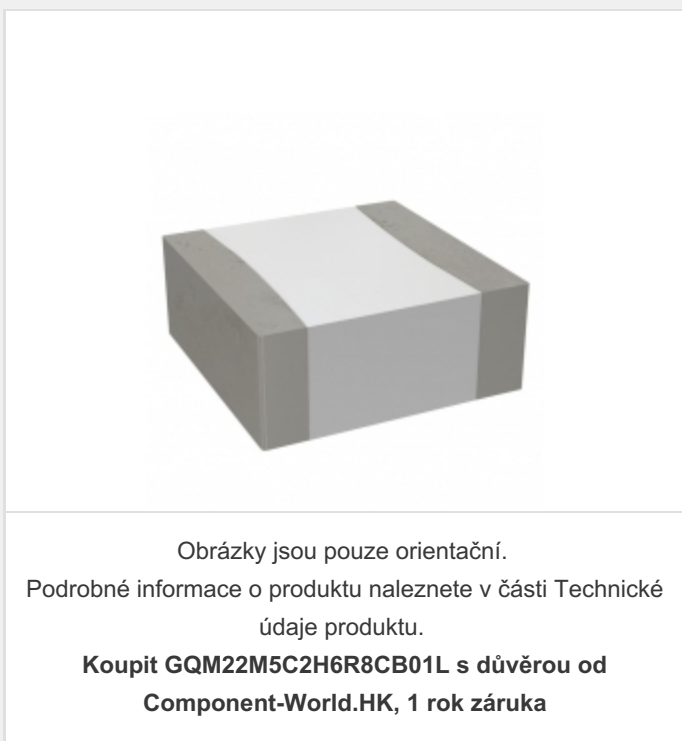 Obrázky jsou pouze orientační.
Podrobné informace o produktu naleznete v části Technické
údaje produktu.
Koupit GQM22M5C2H6R8CB01L s důvěrou od
Component-World.HK, 1 rok záruka